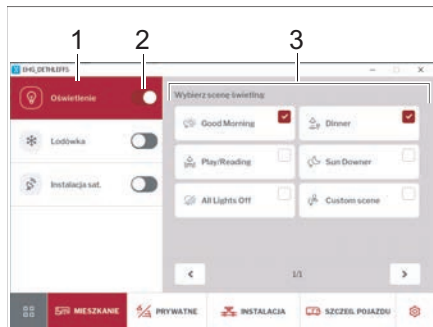 1 2 3
EHG_DETHLEFFS
Oświetlenie
Wybierz scenę świetlną:
Good Morning
Dinner
Lodówka
Play/Reading
Sun Downer
Instalacja sat.
All Lights Off
Custom scene
1/1
MIESZKANIE PRYWATNE INSTALACJA SZCZEG. POJAZDU